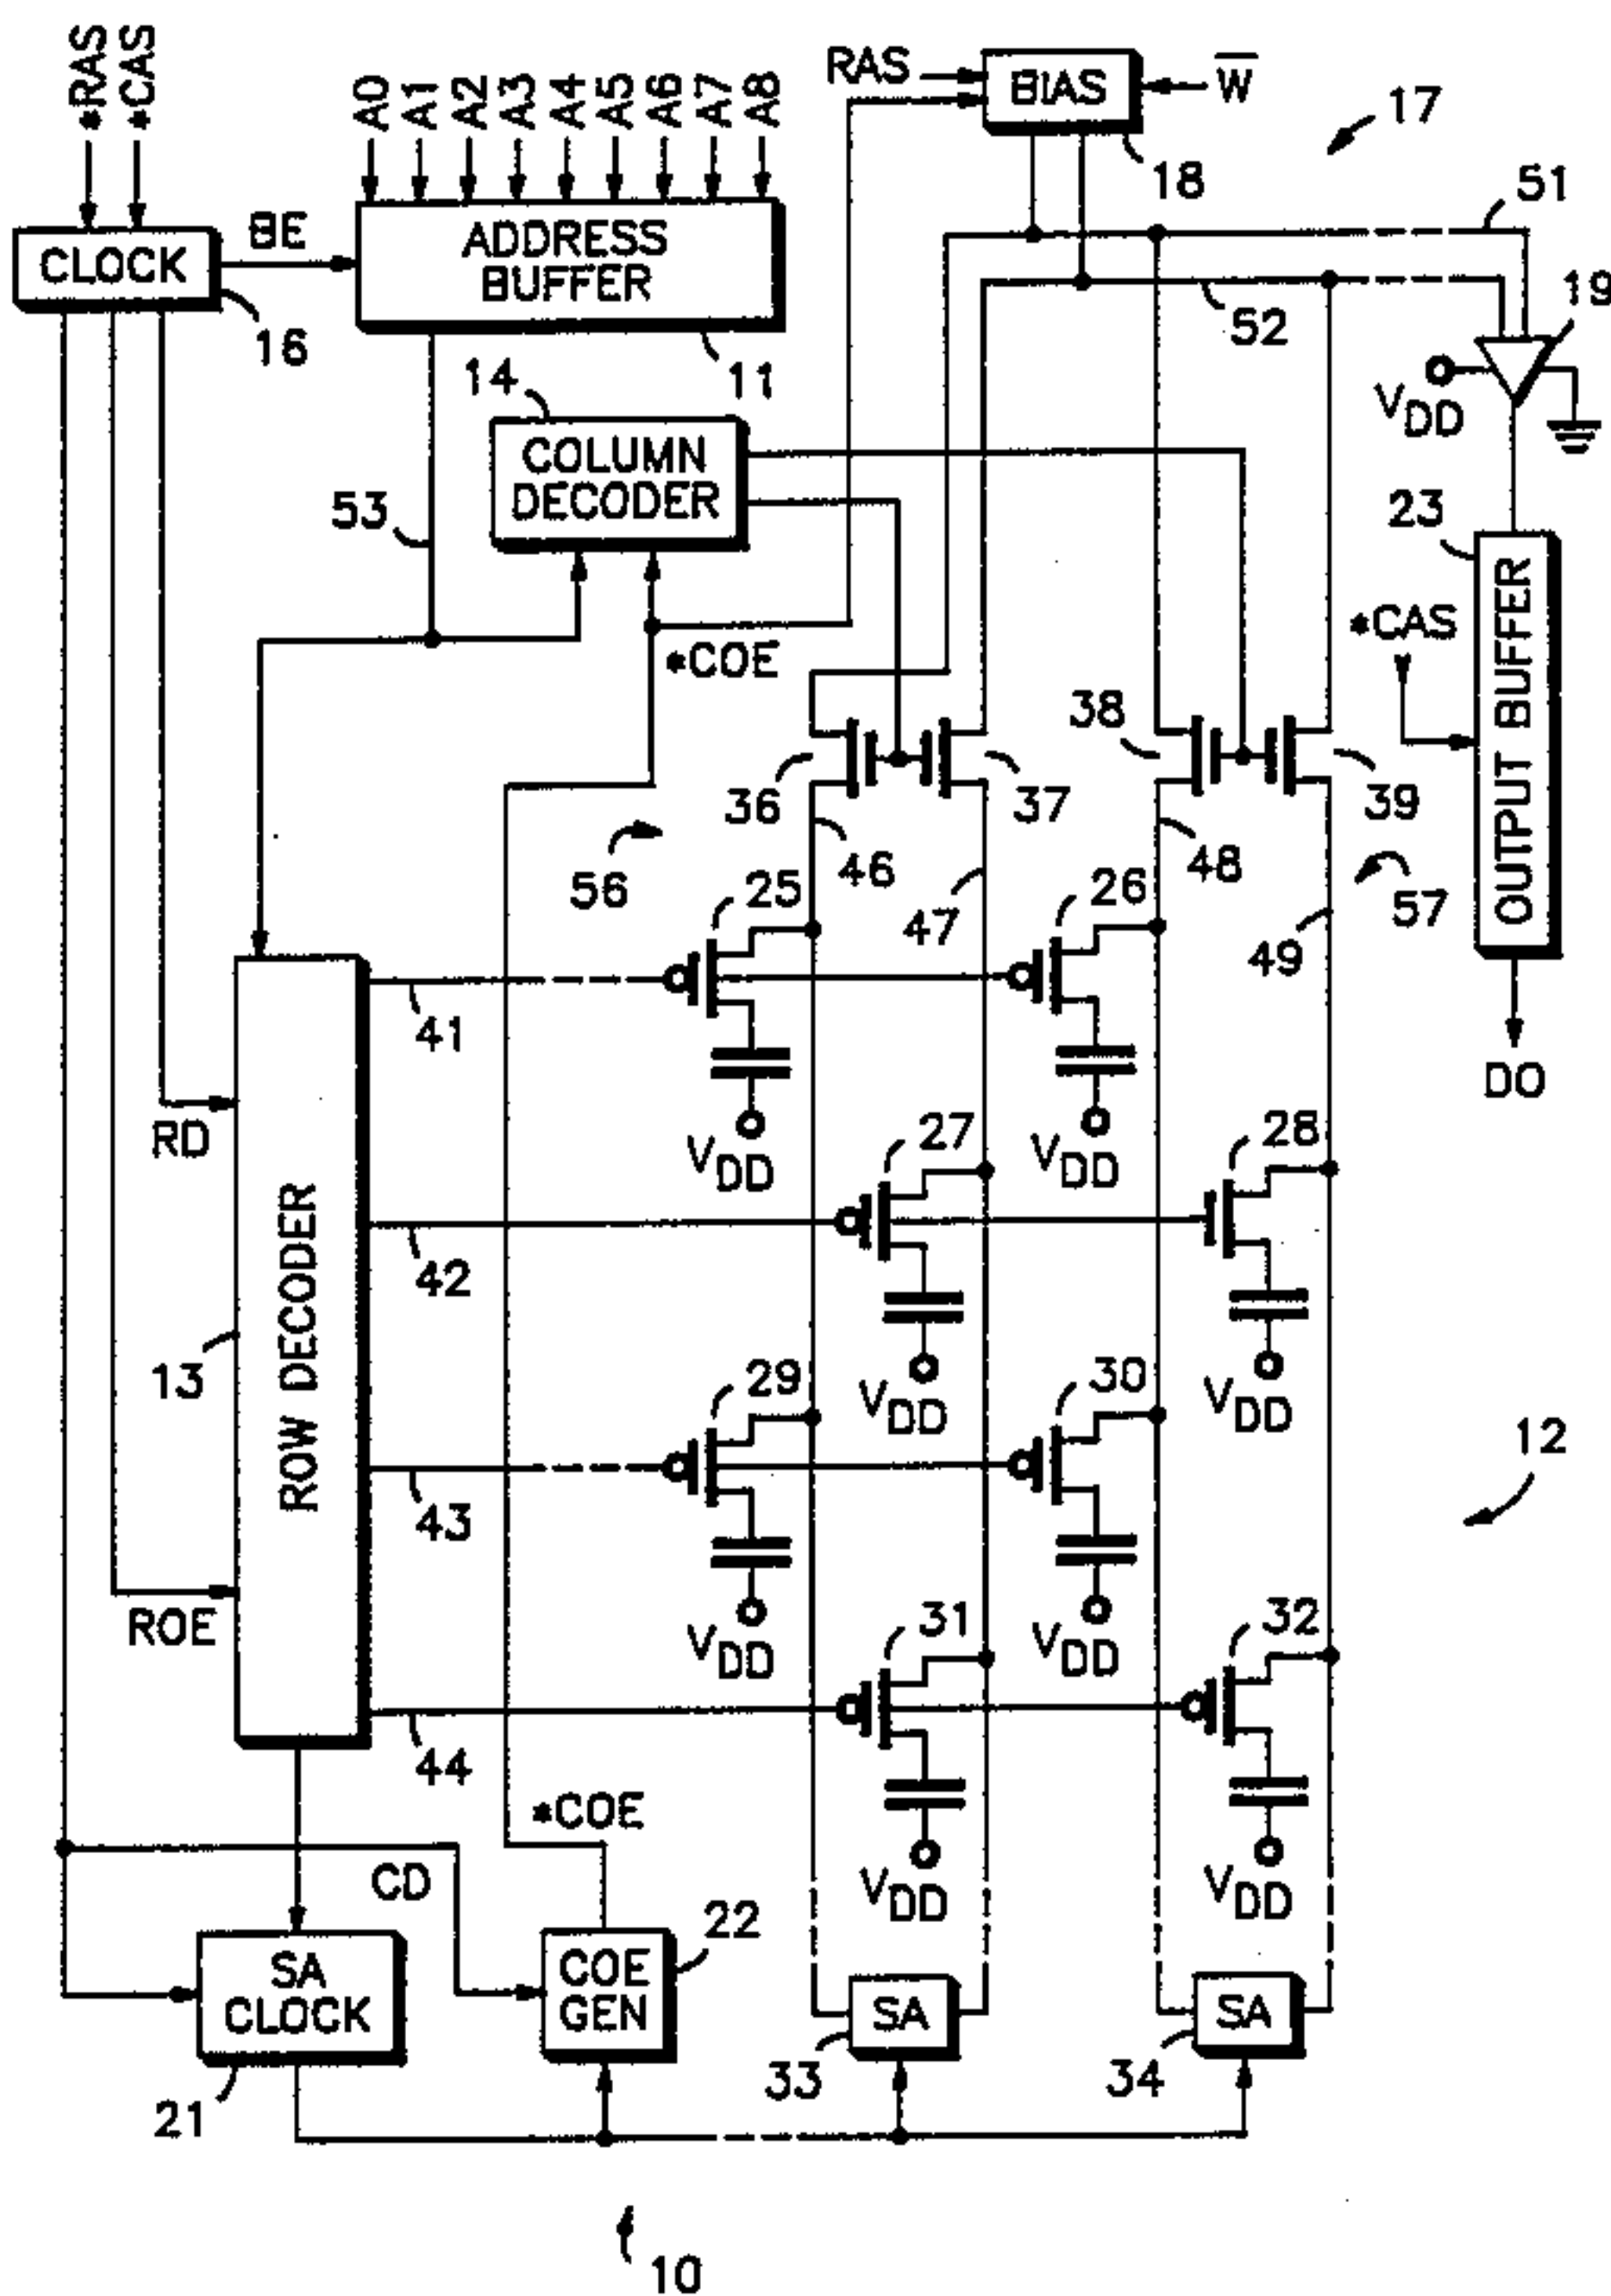 *RAS
*CAS
A0
A1
A2
A3
A4
A5
A6
A7
A8
RAS
BIAS
W̅
17
18
51
CLOCK
BE
ADDRESS
BUFFER
16
11
52
19
VDD
14
COLUMN
DECODER
53
23
*CAS
OUTPUT BUFFER
*COE
36
37
38
39
56
46
47
48
49
57
25
26
41
DO
RD
VDD
VDD
27
28
ROW DECODER
42
13
VDD
VDD
29
30
12
43
ROE
VDD
VDD
31
32
44
*COE
CD
VDD
VDD
22
SA
CLOCK
COE
GEN
SA
SA
21
33
34
10